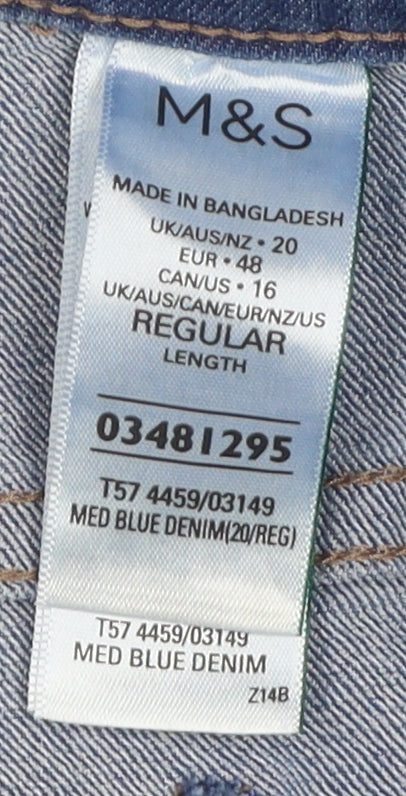 M&S
MADE IN BANGLADESH
UK/AUS/NZ • 20
EUR • 48
CAN/US • 16
UK/AUS/CAN/EUR/NZ/US
REGULAR
LENGTH
03481295
T57 4459/03149
MED BLUE DENIM(20/REG)
T57 4459/03149
MED BLUE DENIM
Z14B